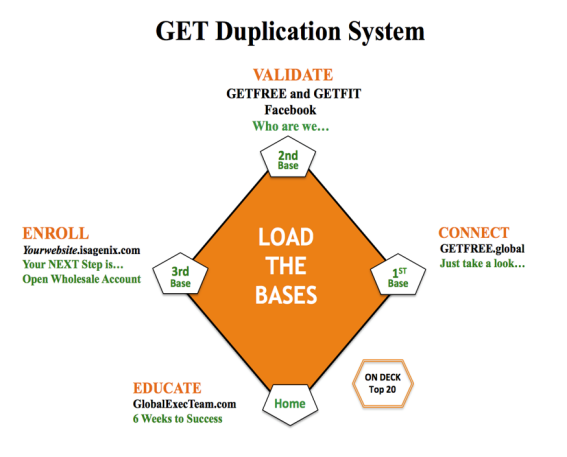 GET Duplication System
VALIDATE
GETFREE and GETFIT
Facebook
Who are we…
2nd
Base
ENROLL
Yourwebsite.isagenix.com
Your NEXT Step is…
Open Wholesale Account
3rd
Base
LOAD
THE
BASES
CONNECT
GETFREE.global
Just take a look…
1ST
Base
EDUCATE
GlobalExecTeam.com
6 Weeks to Success
Home
ON DECK
Top 20